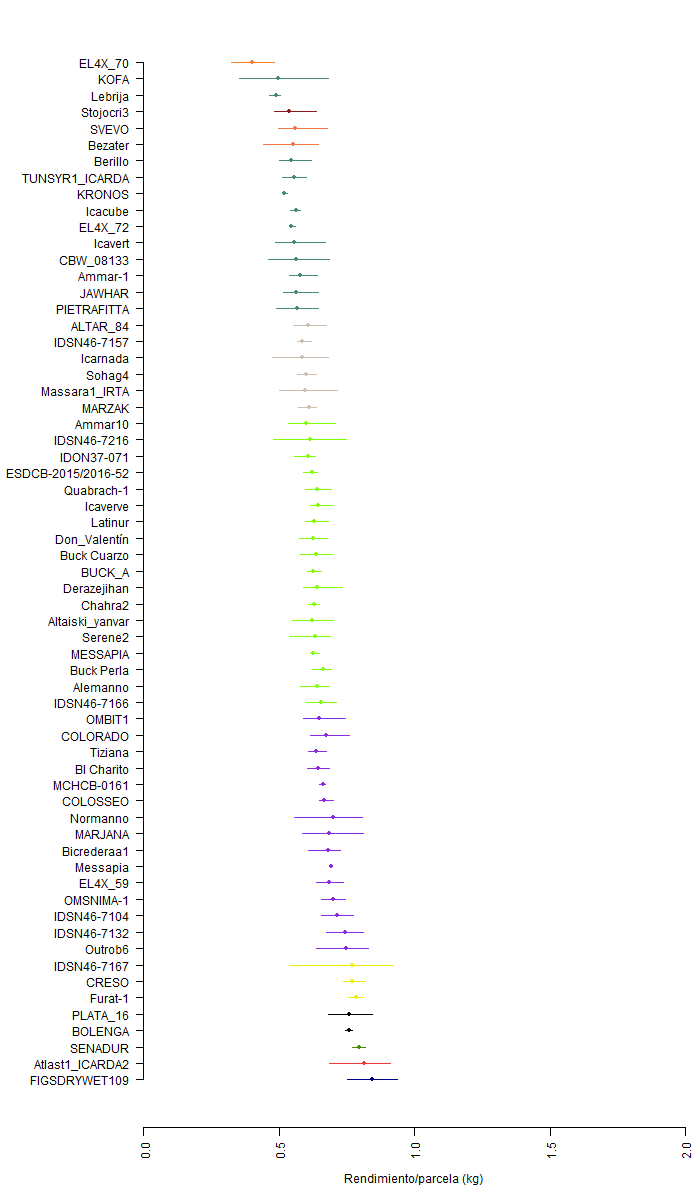 EL4X_70
KOFA
Lebrija
Stojocri3
SVEVO
Bezater
Berillo
TUNSYR1_ICARDA
KRONOS
Icacube
EL4X_72
Icavert
CBW_08133
Ammar-1
JAWHAR
PIETRAFITTA
ALTAR_84
IDSN46-7157
Icarnada
Sohag4
Massara1_IRTA
MARZAK
Ammar10
IDSN46-7216
IDON37-071
ESDCB-2015/2016-52
Quabrach-1
Icaverve
Latinur
Don_Valentín
Buck Cuarzo
BUCK_A
Derazejihan
Chahra2
Altaiski_yanvar
Serene2
MESSAPIA
Buck Perla
Alemanno
IDSN46-7166
OMBIT1
COLORADO
Tiziana
BI Charito
MCHCB-0161
COLOSSEO
Normanno
MARJANA
Bicrederaa1
Messapia
EL4X_59
OMSNIMA-1
IDSN46-7104
IDSN46-7132
Outrob6
IDSN46-7167
CRESO
Furat-1
PLATA_16
BOLENGA
SENADUR
Atlast1_ICARDA2
FIGSDRYWET109
0.0 0.5 1.0 1.5 2.0
Rendimiento/parcela (kg)